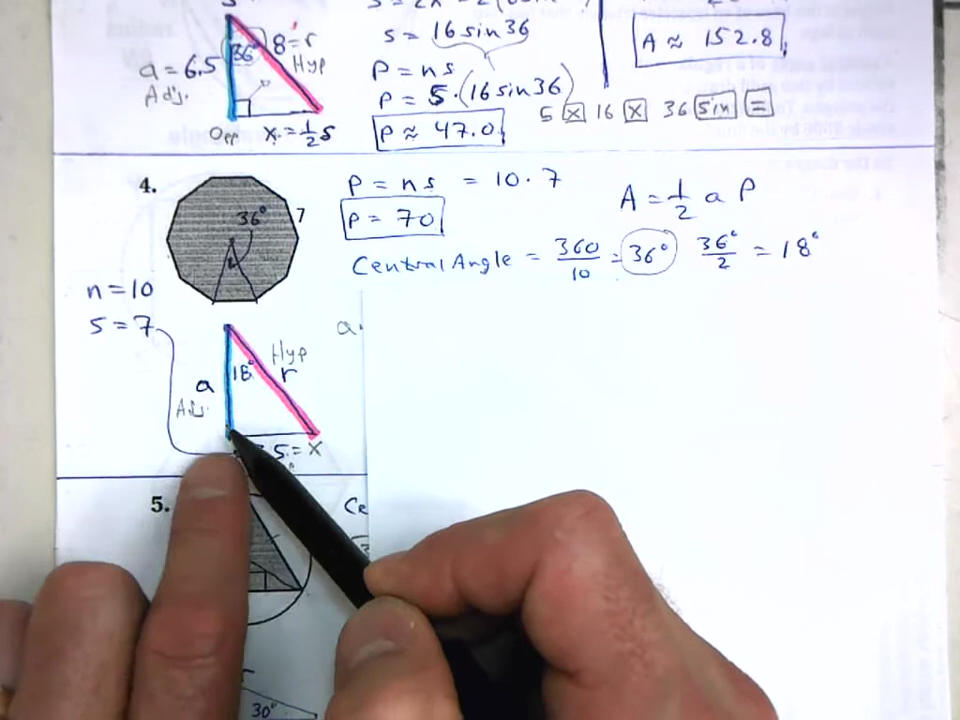 s = 16 sin 36
A ≈ 152.8
36° 8 = r
Hyp
a = 6.5
Adj.
P = ns
P = 5·(16 sin 36)
5 × 16 × 36 sin =
Opp x = 1/2 s
P ≈ 47.0
4.
P = ns = 10·7
A = 1/2 a P
36° 7
P = 70
Central Angle = 360/10 = 36° 36°/2 = 18°
n = 10
s = 7
a
Hyp
18° r
a
Adj.
5 = x
5.
Ce
30°